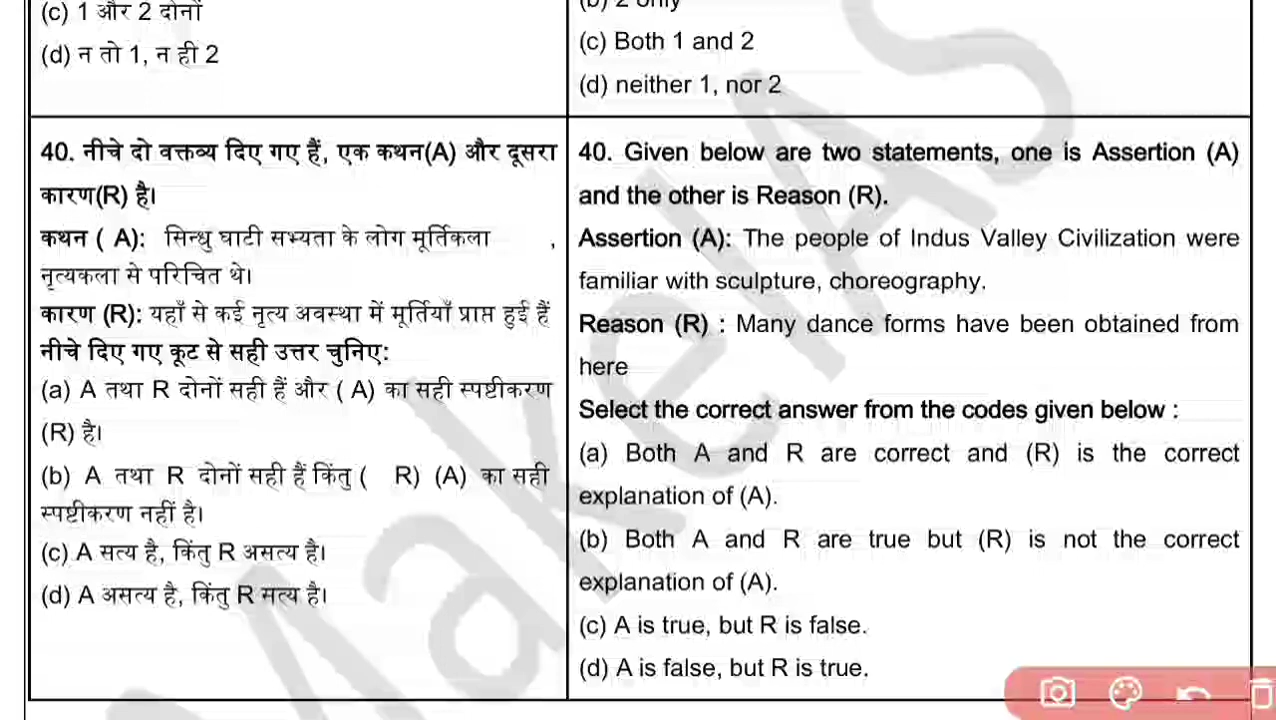 (c) 1 और 2 दोनों
(d) न तो 1, न ही 2
(b) 2 only
(c) Both 1 and 2
(d) neither 1, nor 2
40. नीचे दो वक्तव्य दिए गए हैं, एक कथन(A) और दूसरा
कारण(R) है।
कथन ( A): सिन्धु घाटी सभ्यता के लोग मूर्तिकला ,
नृत्यकला से परिचित थे।
कारण (R): यहाँ से कई नृत्य अवस्था में मूर्तियाँ प्राप्त हुई हैं
नीचे दिए गए कूट से सही उत्तर चुनिए:
(a) A तथा R दोनों सही हैं और ( A) का सही स्पष्टीकरण
(R) है।
(b) A तथा R दोनों सही हैं किंतु ( R) (A) का सही
स्पष्टीकरण नहीं है।
(c) A सत्य है, किंतु R असत्य है।
(d) A असत्य है, किंतु R सत्य है।
40. Given below are two statements, one is Assertion (A)
and the other is Reason (R).
Assertion (A): The people of Indus Valley Civilization were
familiar with sculpture, choreography.
Reason (R) : Many dance forms have been obtained from
here
Select the correct answer from the codes given below :
(a) Both A and R are correct and (R) is the correct
explanation of (A).
(b) Both A and R are true but (R) is not the correct
explanation of (A).
(c) A is true, but R is false.
(d) A is false, but R is true.
MakeIAS